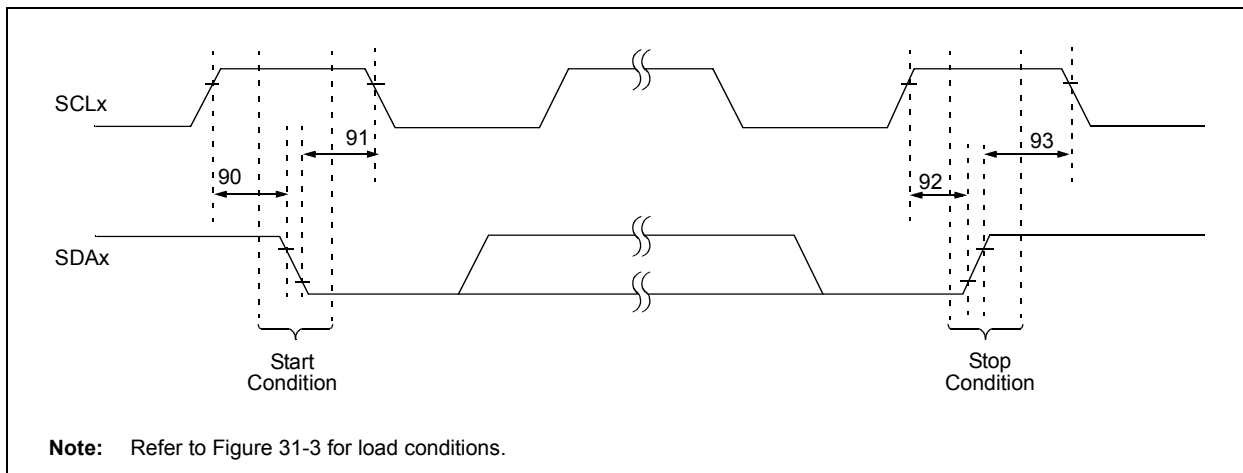 SCLx
91
93
90
92
SDAx
Start
Condition
Stop
Condition
Note: Refer to Figure 31-3 for load conditions.